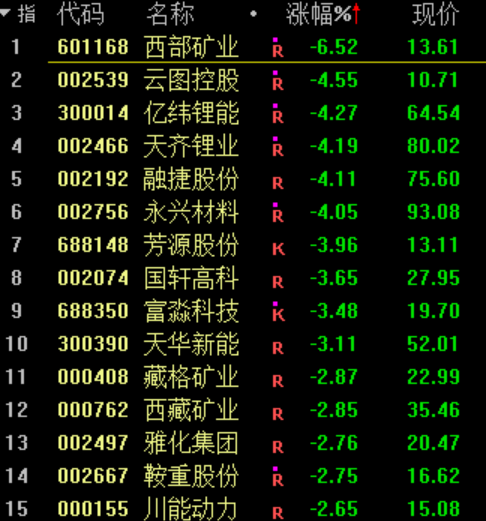 指 代码 名称 • 涨幅%↑ 现价
1 601168 西部矿业 R -6.52 13.61
2 002539 云图控股 R -4.55 10.71
3 300014 亿纬锂能 R -4.27 64.54
4 002466 天齐锂业 R -4.19 80.02
5 002192 融捷股份 R -4.11 75.60
6 002756 永兴材料 R -4.05 93.08
7 688148 芳源股份 K -3.96 13.11
8 002074 国轩高科 R -3.65 27.95
9 688350 富淼科技 K -3.48 19.70
10 300390 天华新能 R -3.11 52.01
11 000408 藏格矿业 R -2.87 22.99
12 000762 西藏矿业 R -2.85 35.46
13 002497 雅化集团 R -2.76 20.47
14 002667 鞍重股份 R -2.75 16.62
15 000155 川能动力 R -2.65 15.08